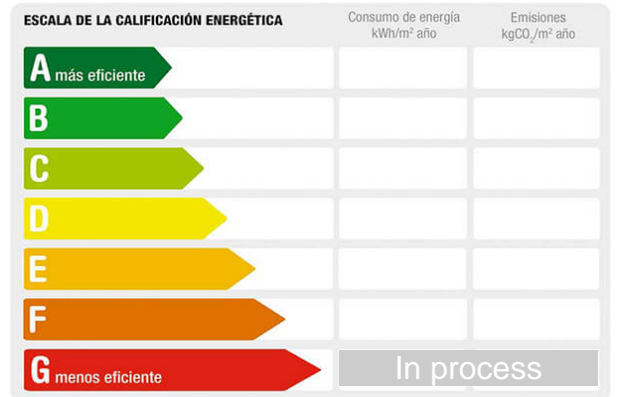 ESCALA DE LA CALIFICACIÓN ENERGÉTICA
Consumo de energía
kWh/m² año
Emisiones
kgCO₂/m² año
A más eficiente
B
C
D
E
F
G menos eficiente
In process